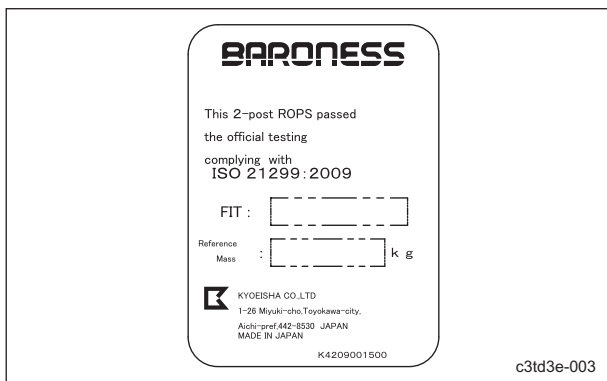 BARONESS
This 2-post ROPS passed
the official testing
complying with
ISO 21299:2009
FIT :
Reference
Mass : kg
KYOEISHA CO.,LTD
1-26 Miyuki-cho,Toyokawa-city,
Aichi-pref,442-8530 JAPAN
MADE IN JAPAN
K4209001500
c3td3e-003